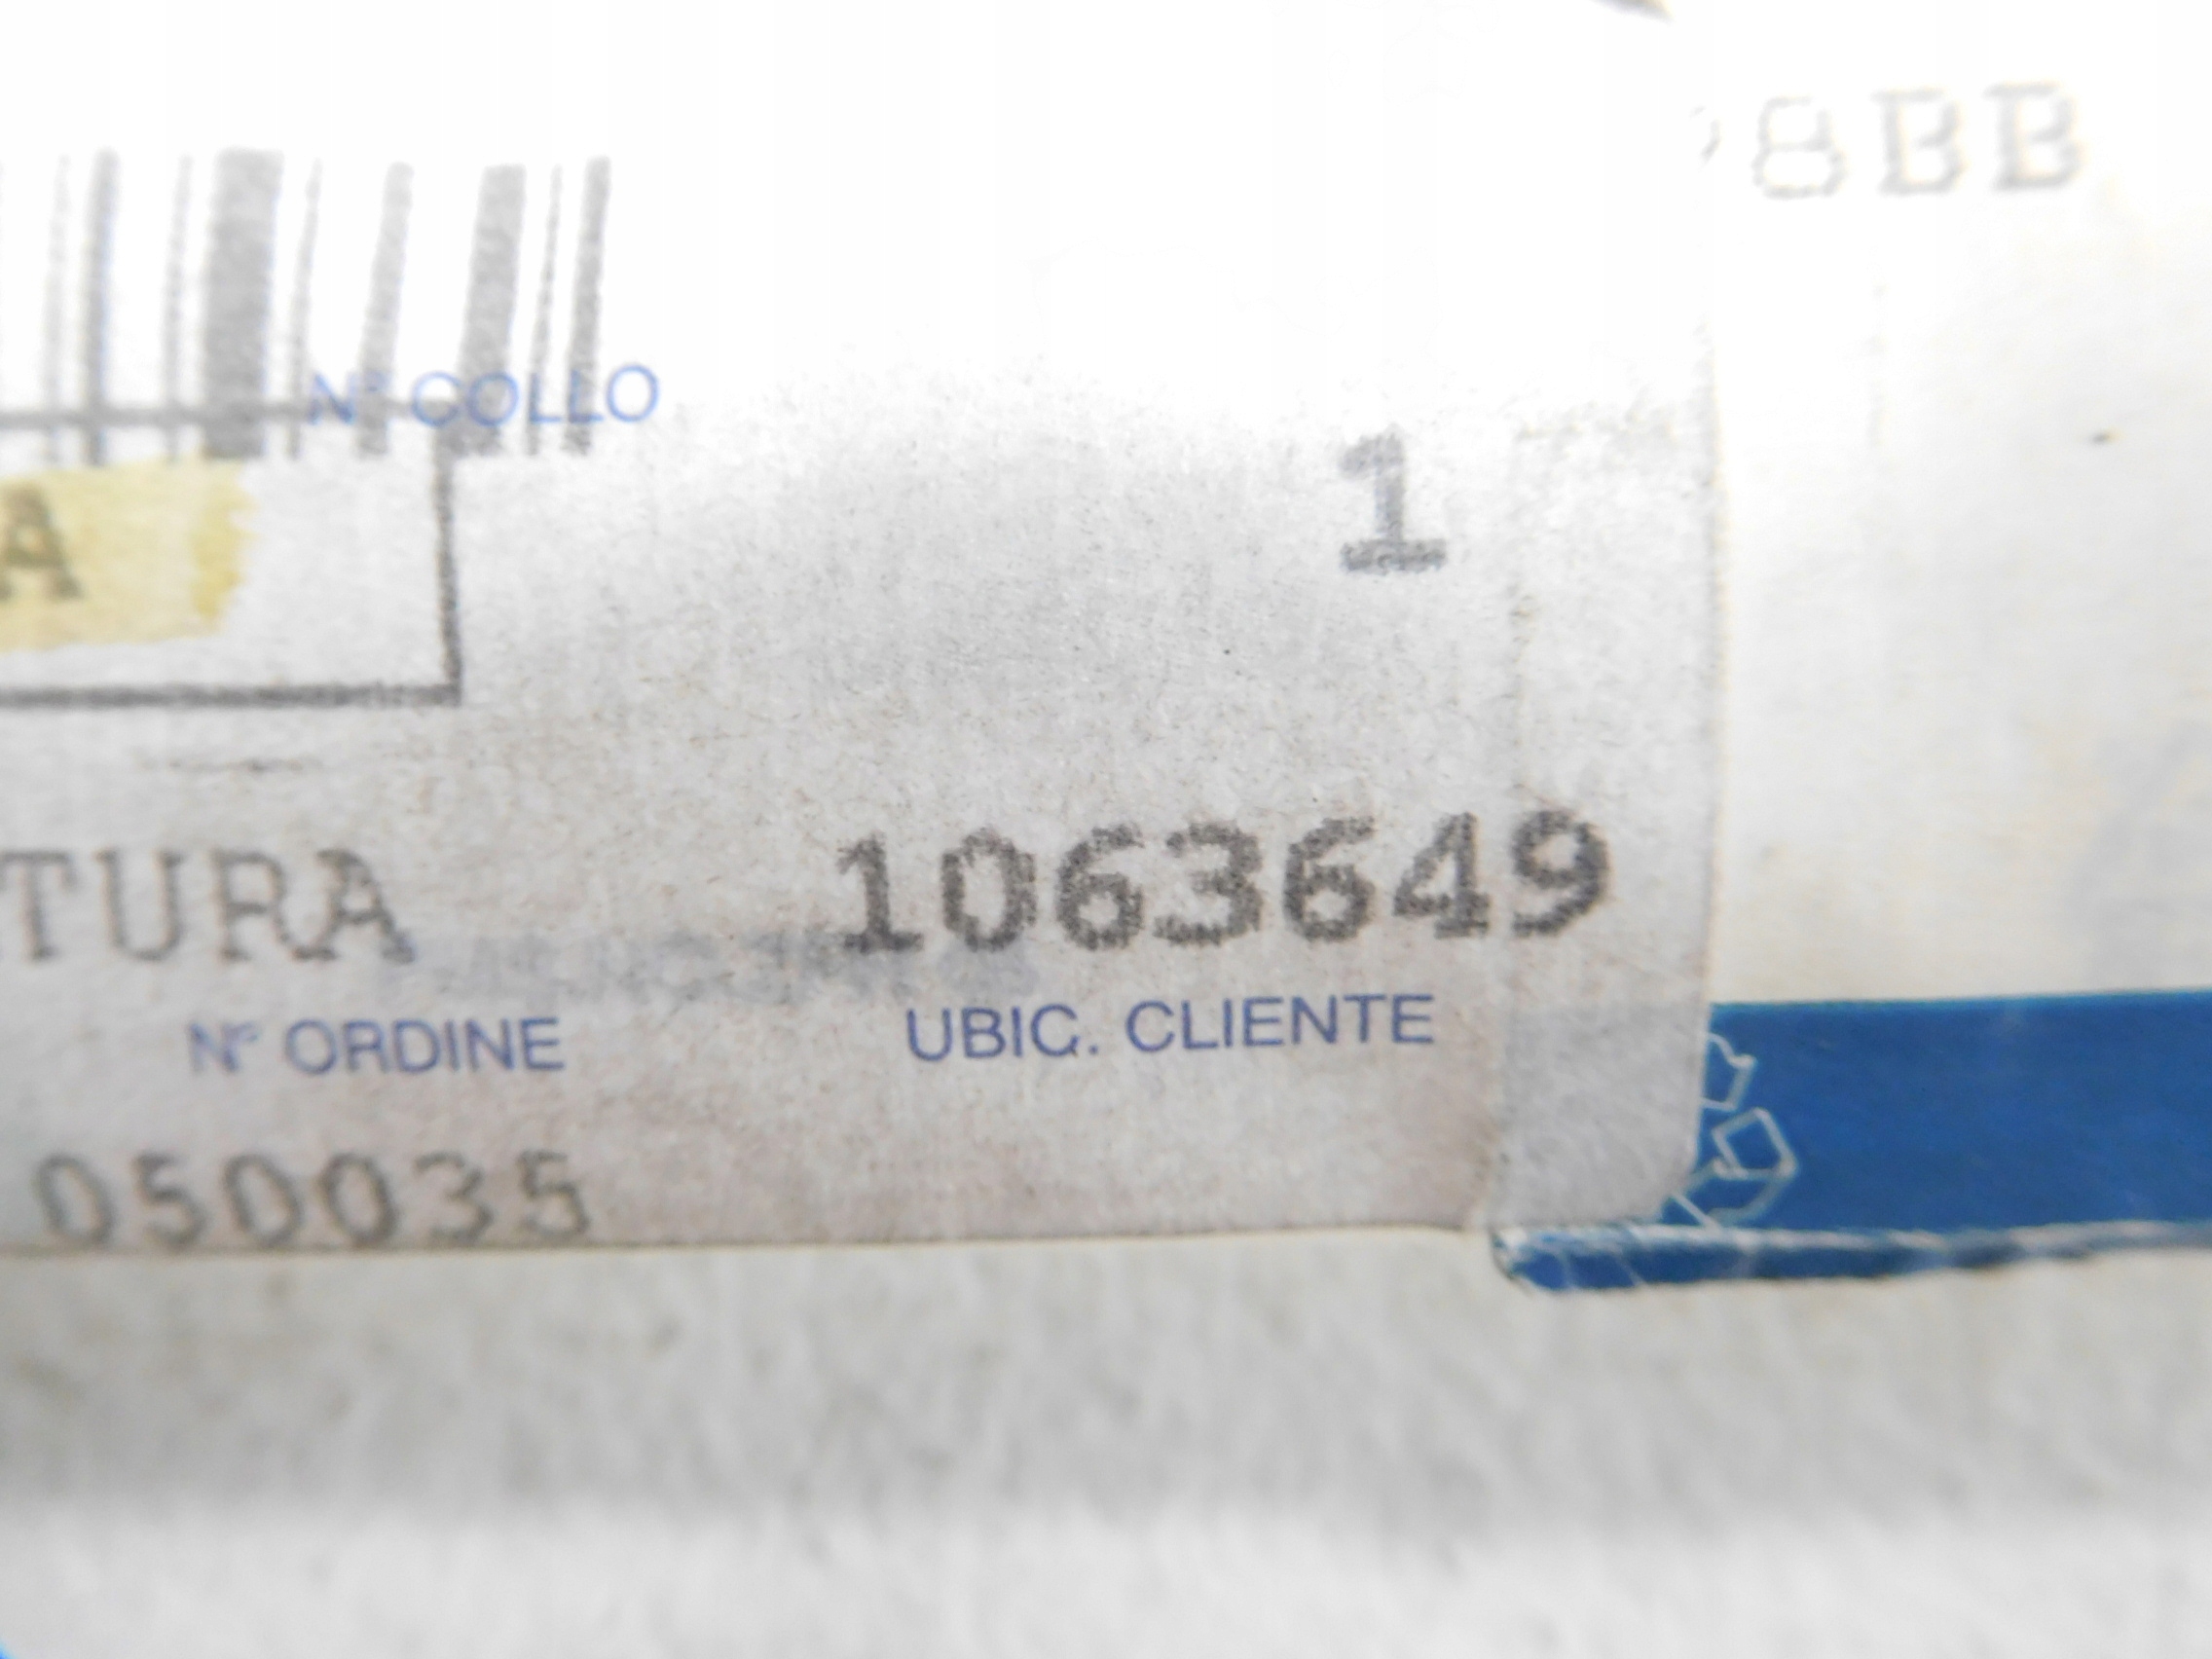 8BB
N° COLLO
1
A
TURA 1063649
N° ORDINE UBIC. CLIENTE
050035